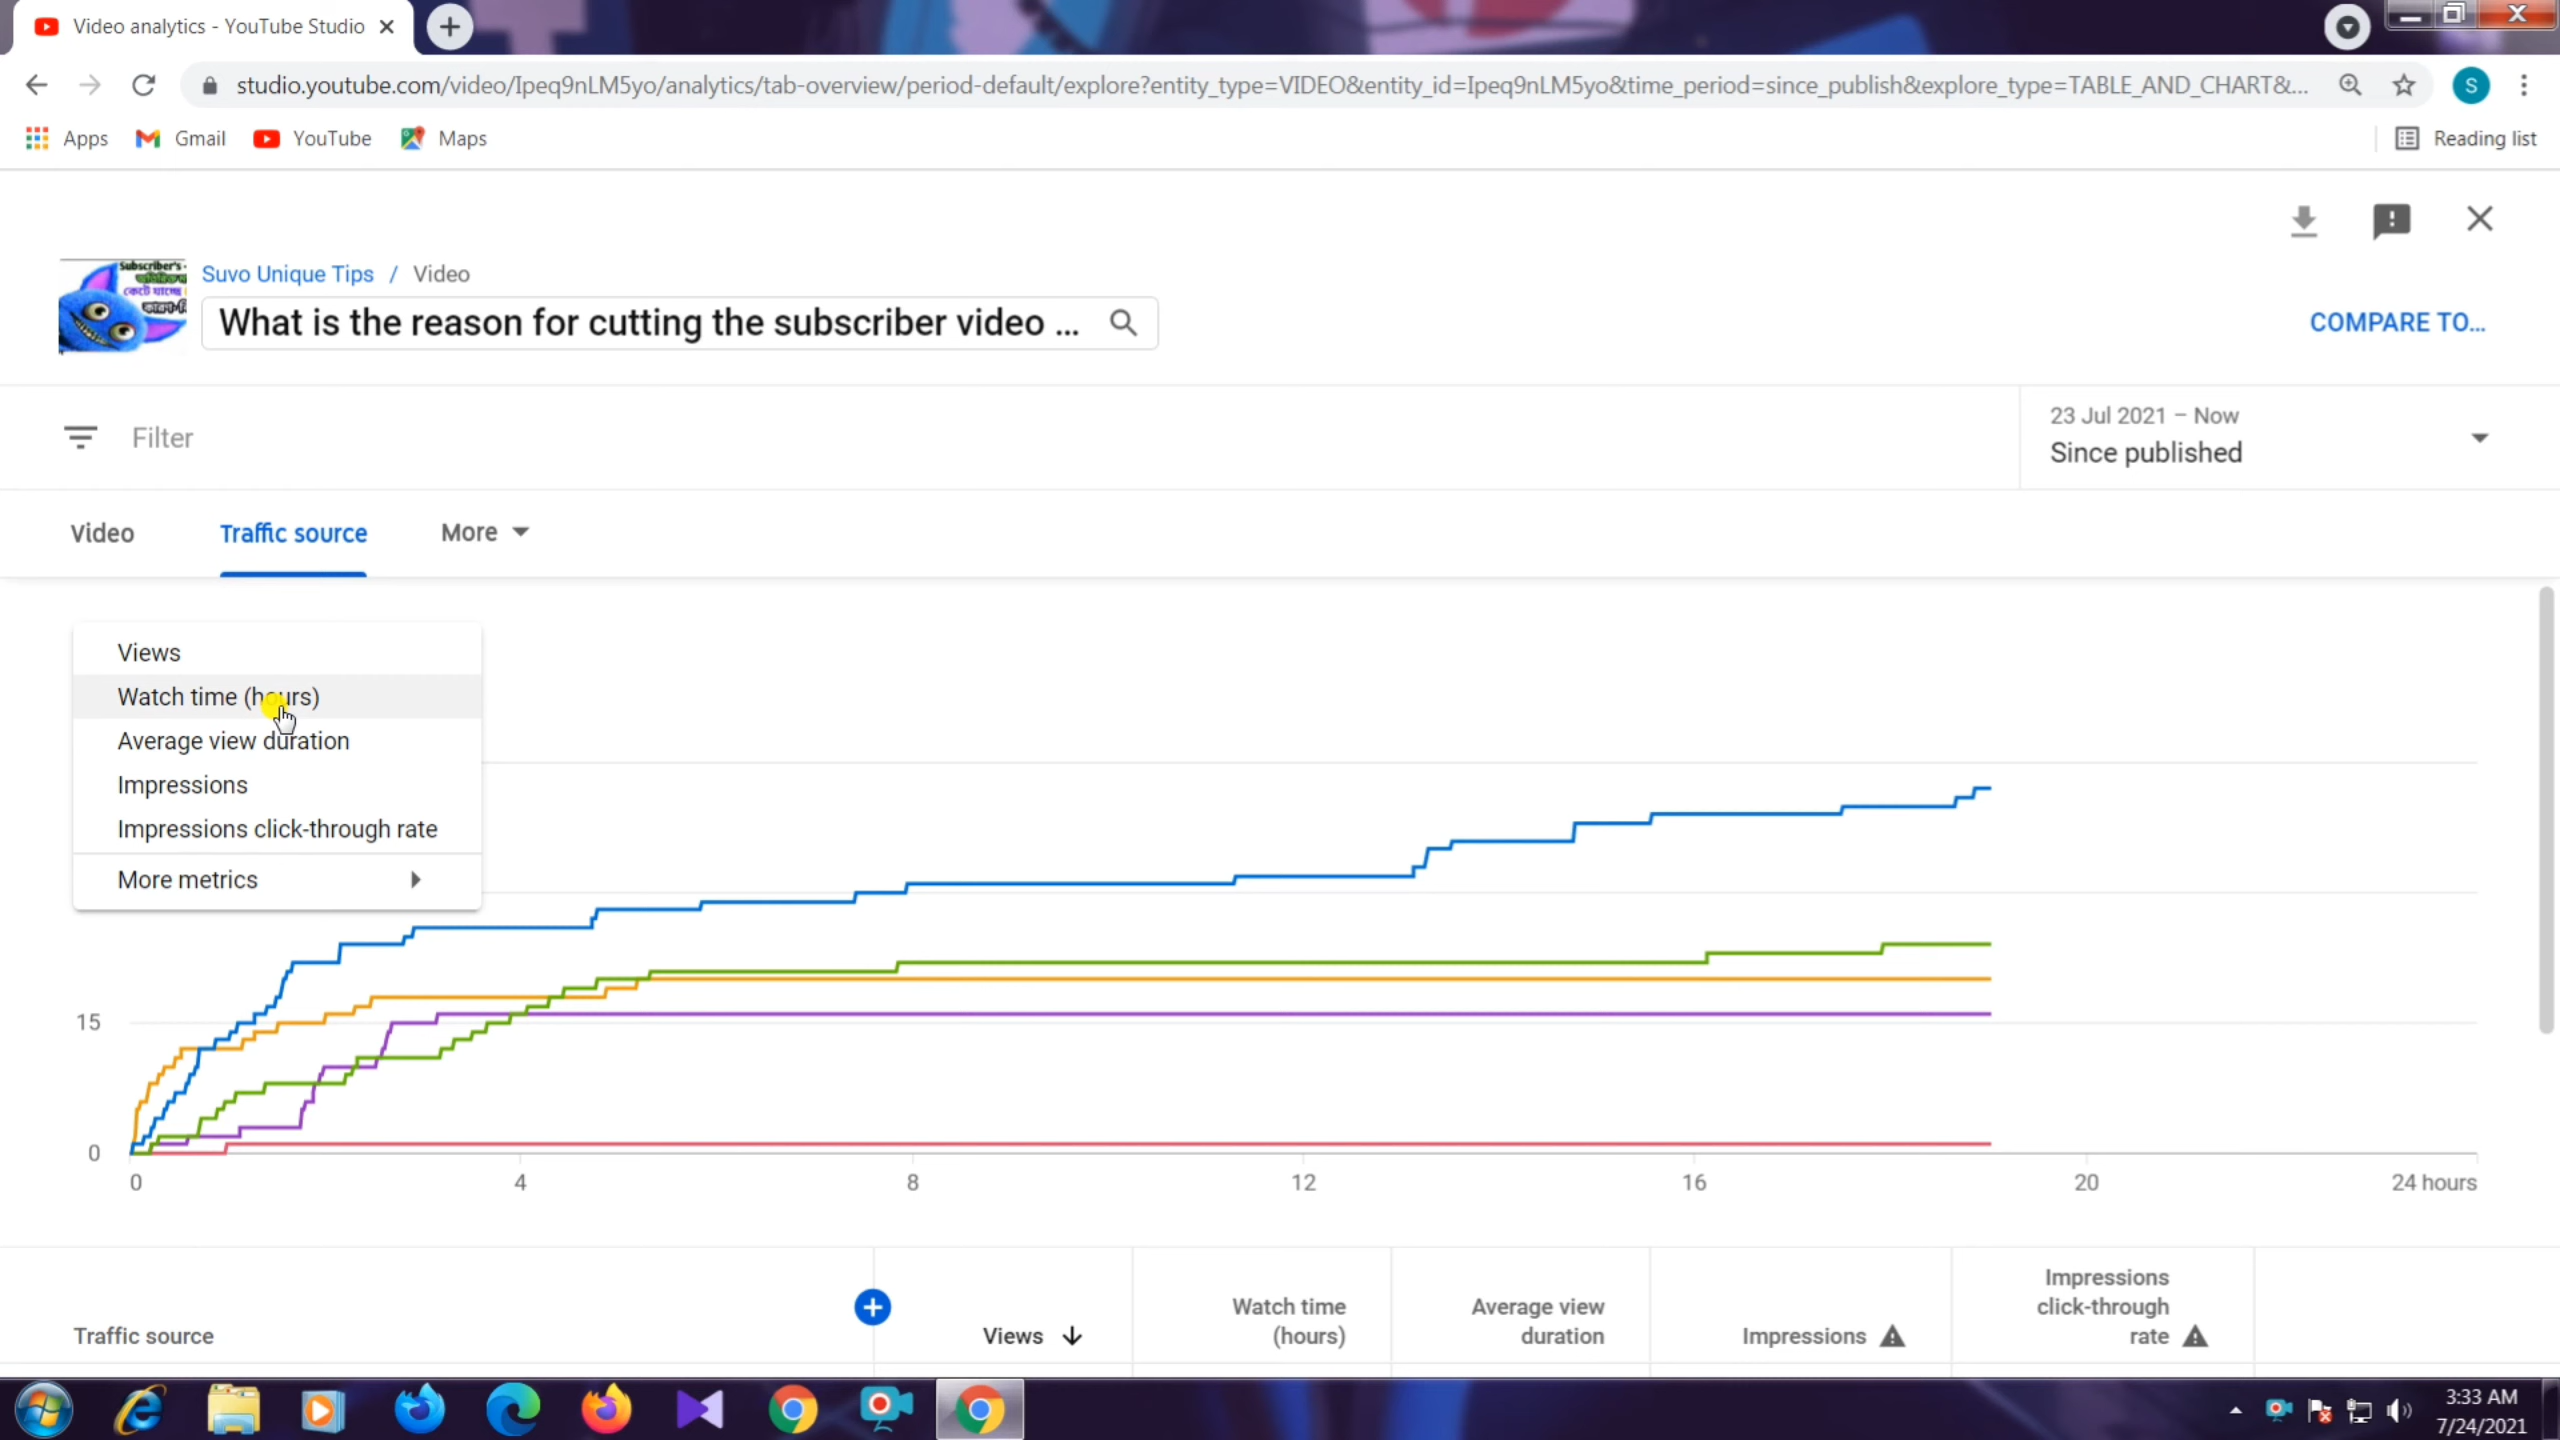 Video analytics - YouTube Studio
studio.youtube.com/video/Ipeq9nLM5yo/analytics/tab-overview/period-default/explore?entity_type=VIDEO&entity_id=Ipeq9nLM5yo&time_period=since_publish&explore_type=TABLE_AND_CHART&...
S
Apps Gmail YouTube Maps Reading list
Subscriber's
কেটে যাচ্ছে
Suvo Unique Tips / Video
What is the reason for cutting the subscriber video ...
COMPARE TO...
Filter
23 Jul 2021 – Now
Since published
Video Traffic source More
Views
Watch time (hours)
Average view duration
Impressions
Impressions click-through rate
More metrics
15
0
0 4 8 12 16 20 24 hours
Traffic source
Views
Watch time
(hours)
Average view
duration
Impressions
Impressions
click-through
rate
3:33 AM
7/24/2021